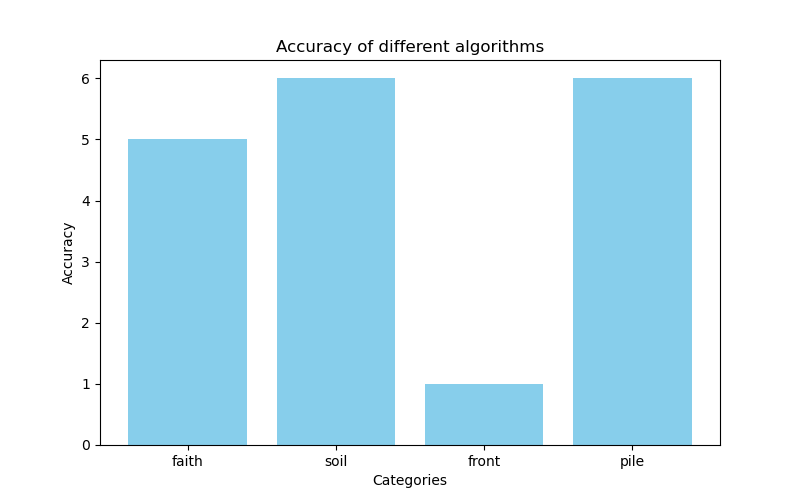 Accuracy of different algorithms
6
5
4
3
2
1
0
Accuracy
faith soil front pile
Categories